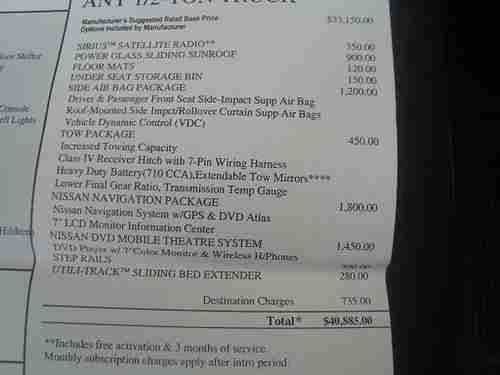 ANY 1/2-TON TRUCK
Manufacturer's Suggested Retail Base Price $33,150.00
Options Included by Manufacturer
SIRIUS™ SATELLITE RADIO** 350.00
POWER GLASS SLIDING SUNROOF 900.00
FLOOR MATS 120.00
UNDER SEAT STORAGE BIN 150.00
SIDE AIR BAG PACKAGE 1,200.00
Driver & Passenger Front Seat Side-Impact Supp Air Bag
Roof-Mounted Side Impct/Rollover Curtain Supp Air Bags
Vehicle Dynamic Control (VDC)
TOW PACKAGE 450.00
Increased Towing Capacity
Class IV Receiver Hitch with 7-Pin Wiring Harness
Heavy Duty Battery(710 CCA),Extendable Tow Mirrors****
Lower Final Gear Ratio, Transmission Temp Gauge
NISSAN NAVIGATION PACKAGE 1,800.00
Nissan Navigation System w/GPS & DVD Atlas
7" LCD Monitor Information Center
NISSAN DVD MOBILE THEATRE SYSTEM 1,450.00
DVD Player w/ 7"Color Monitor & Wireless H/Phones
STEP RAILS
UTILI-TRACK™ SLIDING BED EXTENDER 280.00
Destination Charges 735.00
Total* $40,885.00
**Includes free activation & 3 months of service.
Monthly subscription charges apply after intro period
Console
Lights